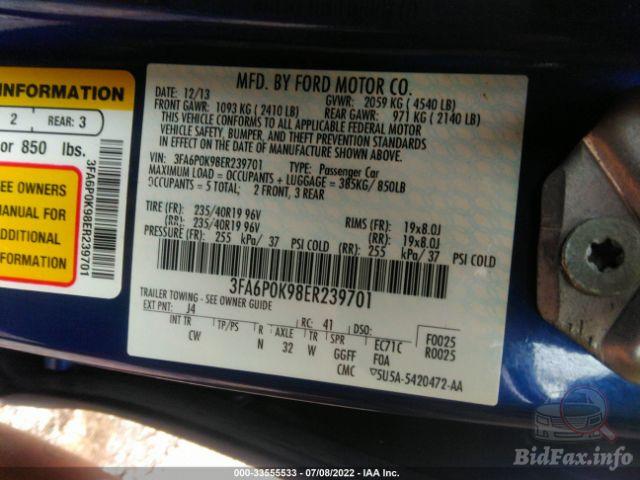 INFORMATION
2 REAR: 3
or 850 lbs.
3FA6P0K98ER239701
SEE OWNERS
MANUAL FOR
ADDITIONAL
INFORMATION
MFD. BY FORD MOTOR CO.
DATE: 12/13 GVWR: 2059 KG (4540 LB)
FRONT GAWR: 1093 KG (2410 LB) REAR GAWR: 971 KG (2140 LB)
THIS VEHICLE CONFORMS TO ALL APPLICABLE FEDERAL MOTOR
VEHICLE SAFETY, BUMPER, AND THEFT PREVENTION STANDARDS
IN EFFECT ON THE DATE OF MANUFACTURE SHOWN ABOVE.
VIN: 3FA6P0K98ER239701 TYPE: Passenger Car
MAXIMUM LOAD = OCCUPANTS + LUGGAGE = 385KG/ 850LB
OCCUPANTS = 5 TOTAL; 2 FRONT, 3 REAR
TIRE (FR): 235/40R19 96V RIMS (FR): 19x8.0J
(RR): 235/40R19 96V (RR): 19x8.0J
PRESSURE (FR): 255 kPa/ 37 PSI COLD (RR): 255 kPa/ 37 PSI COLD
3FA6P0K98ER239701
TRAILER TOWING - SEE OWNER GUIDE
EXT PNT: J4 RC: 41 DSO: F0025
INT TR TP/PS R AXLE TR SPR EC71C R0025
CW N 32 W GGFF F0A
CMC 5U5A-5420472-AA
000-33555533 - 07/08/2022 - IAA Inc.
BidFax.info